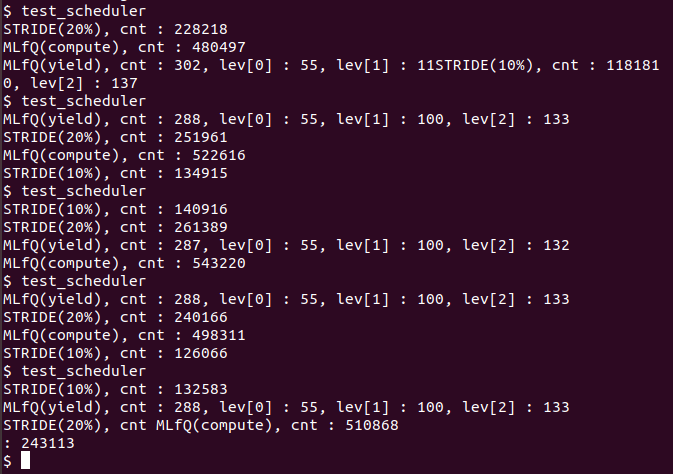 $ test_scheduler
STRIDE(20%), cnt : 228218
MLfQ(compute), cnt : 480497
MLfQ(yield), cnt : 302, lev[0] : 55, lev[1] : 11STRIDE(10%), cnt : 118181
0, lev[2] : 137
$ test_scheduler
MLfQ(yield), cnt : 288, lev[0] : 55, lev[1] : 100, lev[2] : 133
STRIDE(20%), cnt : 251961
MLfQ(compute), cnt : 522616
STRIDE(10%), cnt : 134915
$ test_scheduler
STRIDE(10%), cnt : 140916
STRIDE(20%), cnt : 261389
MLfQ(yield), cnt : 287, lev[0] : 55, lev[1] : 100, lev[2] : 132
MLfQ(compute), cnt : 543220
$ test_scheduler
MLfQ(yield), cnt : 288, lev[0] : 55, lev[1] : 100, lev[2] : 133
STRIDE(20%), cnt : 240166
MLfQ(compute), cnt : 498311
STRIDE(10%), cnt : 126066
$ test_scheduler
STRIDE(10%), cnt : 132583
MLfQ(yield), cnt : 288, lev[0] : 55, lev[1] : 100, lev[2] : 133
STRIDE(20%), cnt MLfQ(compute), cnt : 510868
: 243113
$